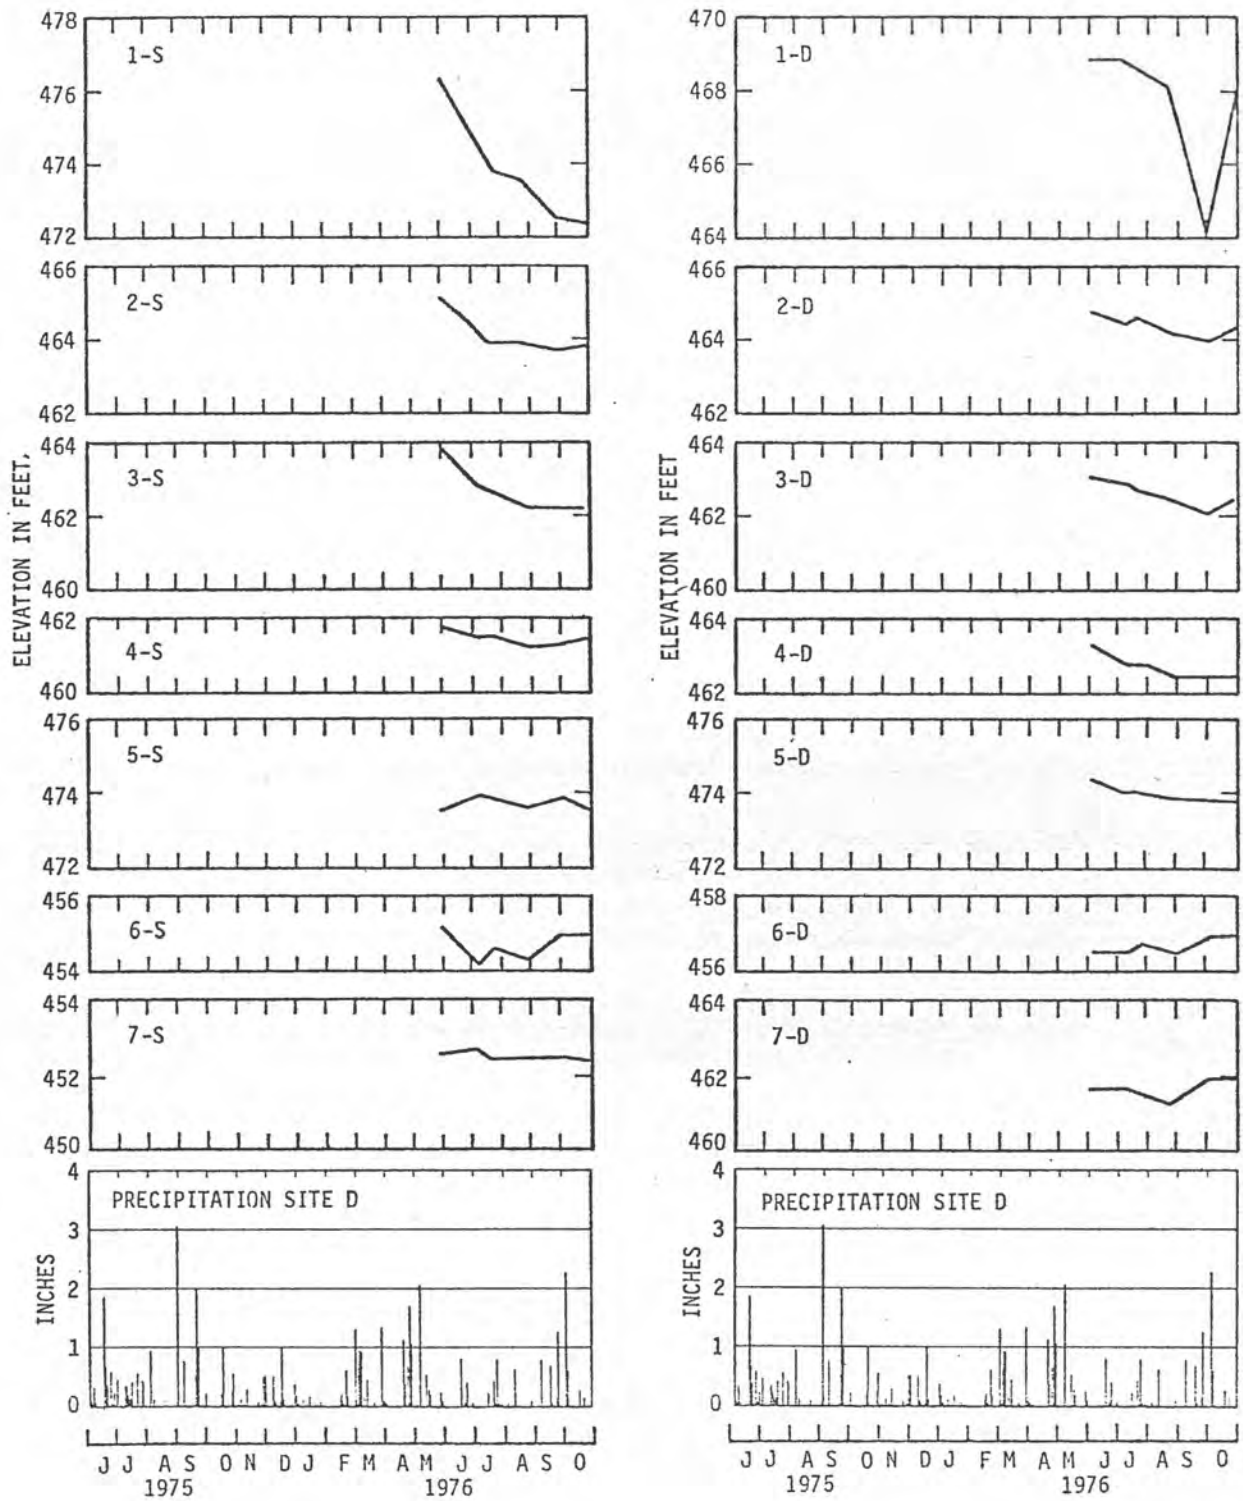 478
476
474
472
1-S
466
464
462
2-S
464
462
460
3-S
ELEVATION IN FEET,
462
460
4-S
476
474
472
5-S
456
454
6-S
454
452
450
7-S
4
3
2
1
0
INCHES
PRECIPITATION SITE D
J J A S O N D J F M A M J J A S O
1975 1976
470
468
466
464
1-D
466
464
462
2-D
464
462
460
3-D
ELEVATION IN FEET
464
462
4-D
476
474
472
5-D
458
456
6-D
464
462
460
7-D
4
3
2
1
0
INCHES
PRECIPITATION SITE D
J J A S O N D J F M A M J J A S O
1975 1976